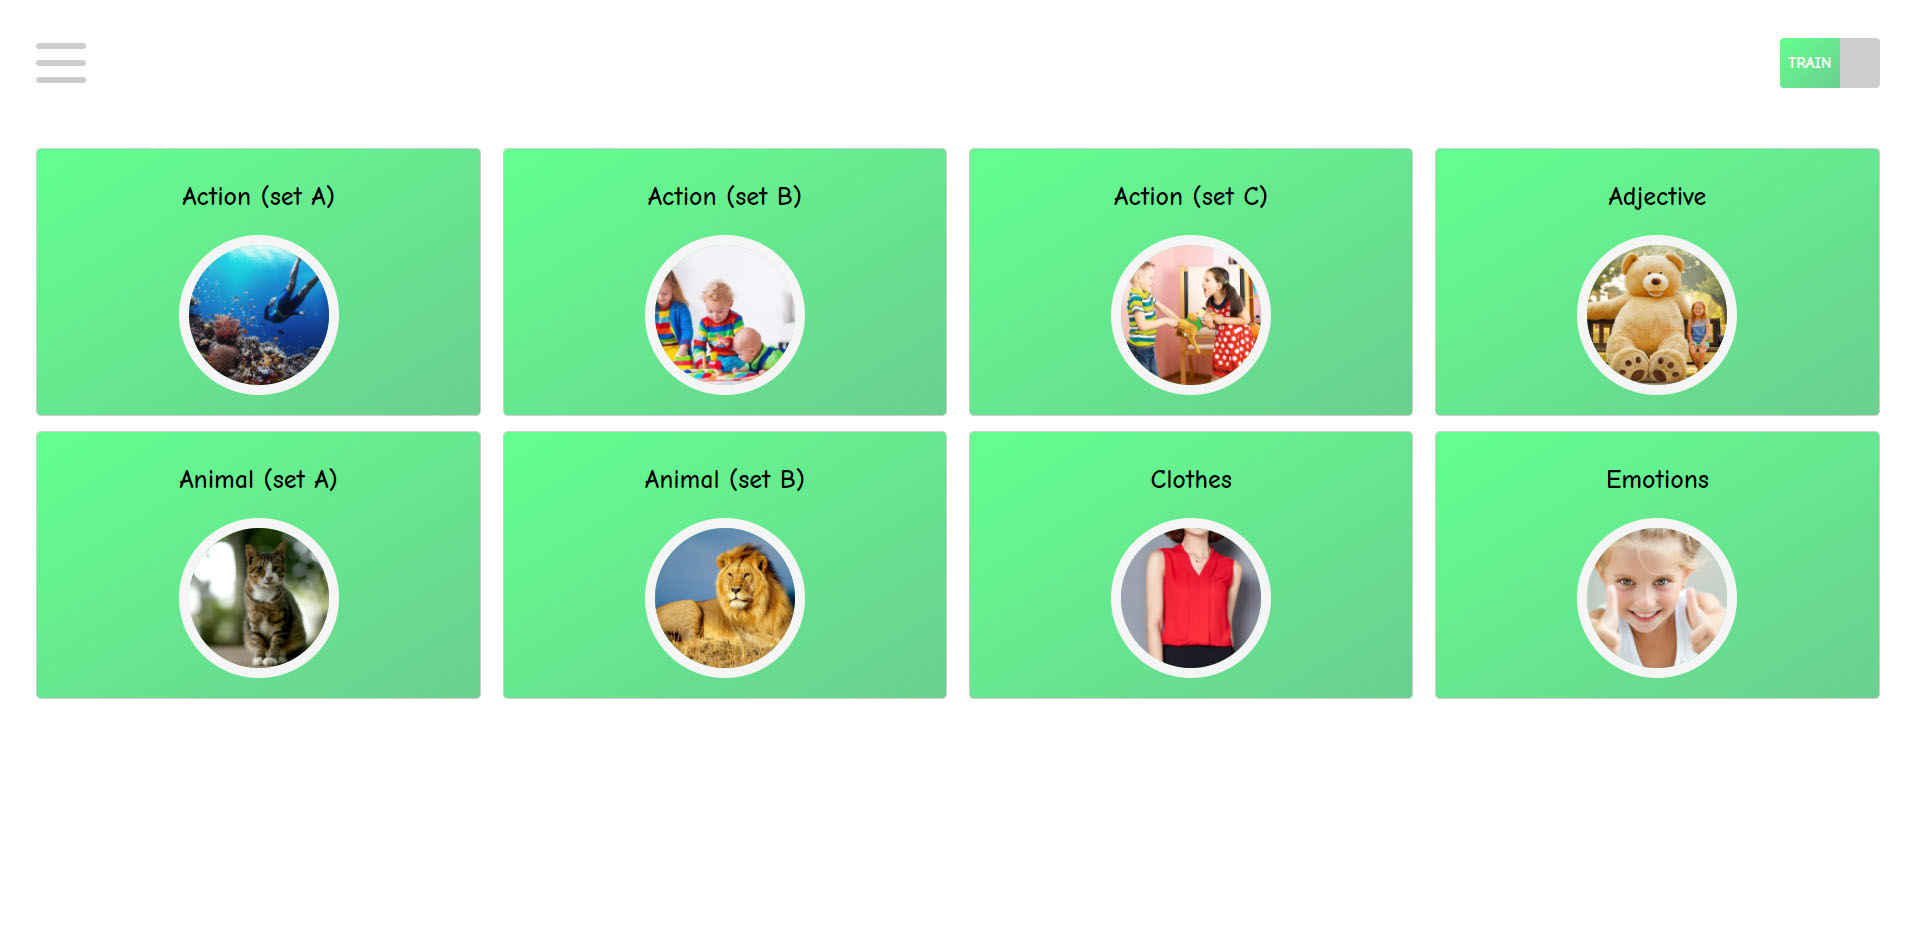 TRAIN
Action (set A)
Action (set B)
Action (set C)
Adjective
Animal (set A)
Animal (set B)
Clothes
Emotions